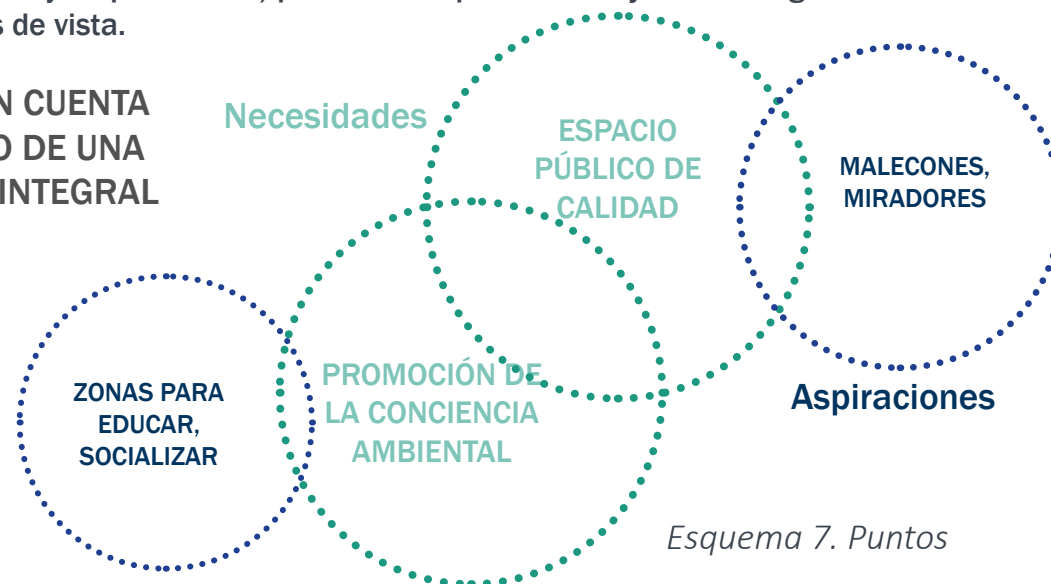 s de vista.
N CUENTA
O DE UNA
INTEGRAL
Necesidades
ESPACIO
PÚBLICO DE
CALIDAD
MALECONES,
MIRADORES
ZONAS PARA
EDUCAR,
SOCIALIZAR
PROMOCIÓN DE
LA CONCIENCIA
AMBIENTAL
Aspiraciones
Esquema 7. Puntos